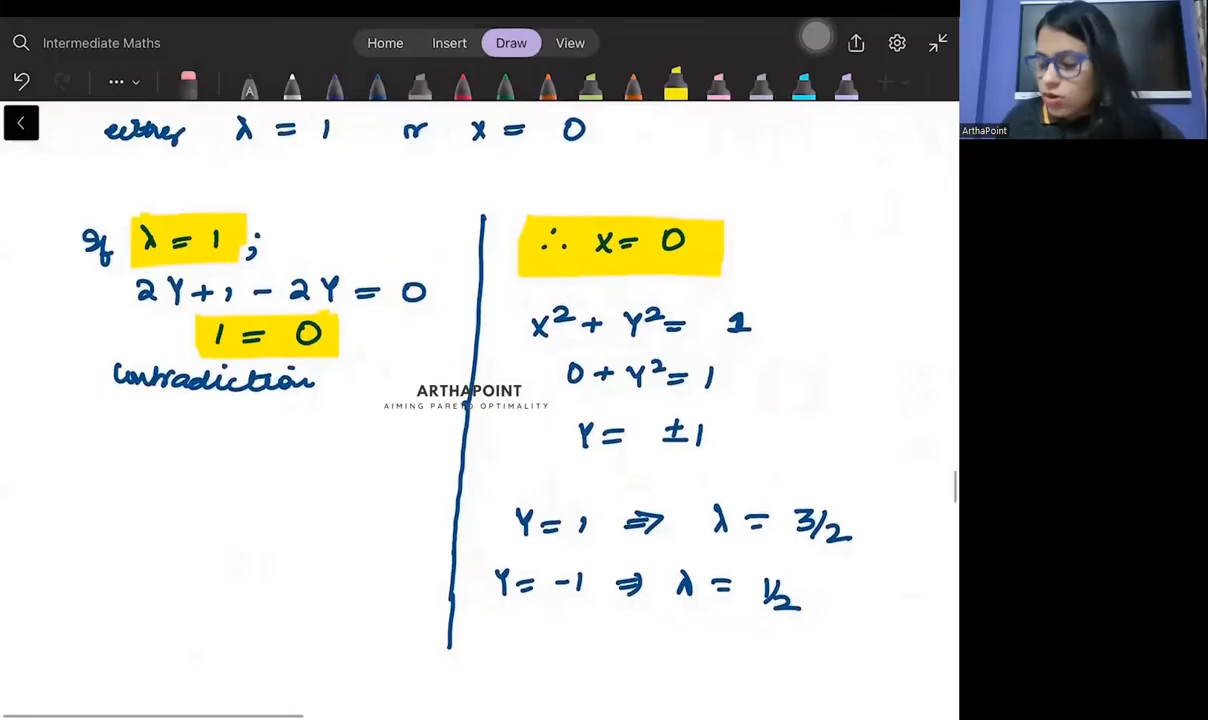 Intermediate Maths
Home Insert Draw View
ArthaPoint
either λ = 1 or x = 0
If λ = 1 ;
2Y + 1 - 2Y = 0
1 = 0
contradiction
ARTHAPOINT
AIMING PARETO OPTIMALITY
∴ x = 0
x² + Y² = 1
0 + Y² = 1
Y = ±1
Y = 1 ⇒ λ = 3/2
Y = -1 ⇒ λ = 1/2